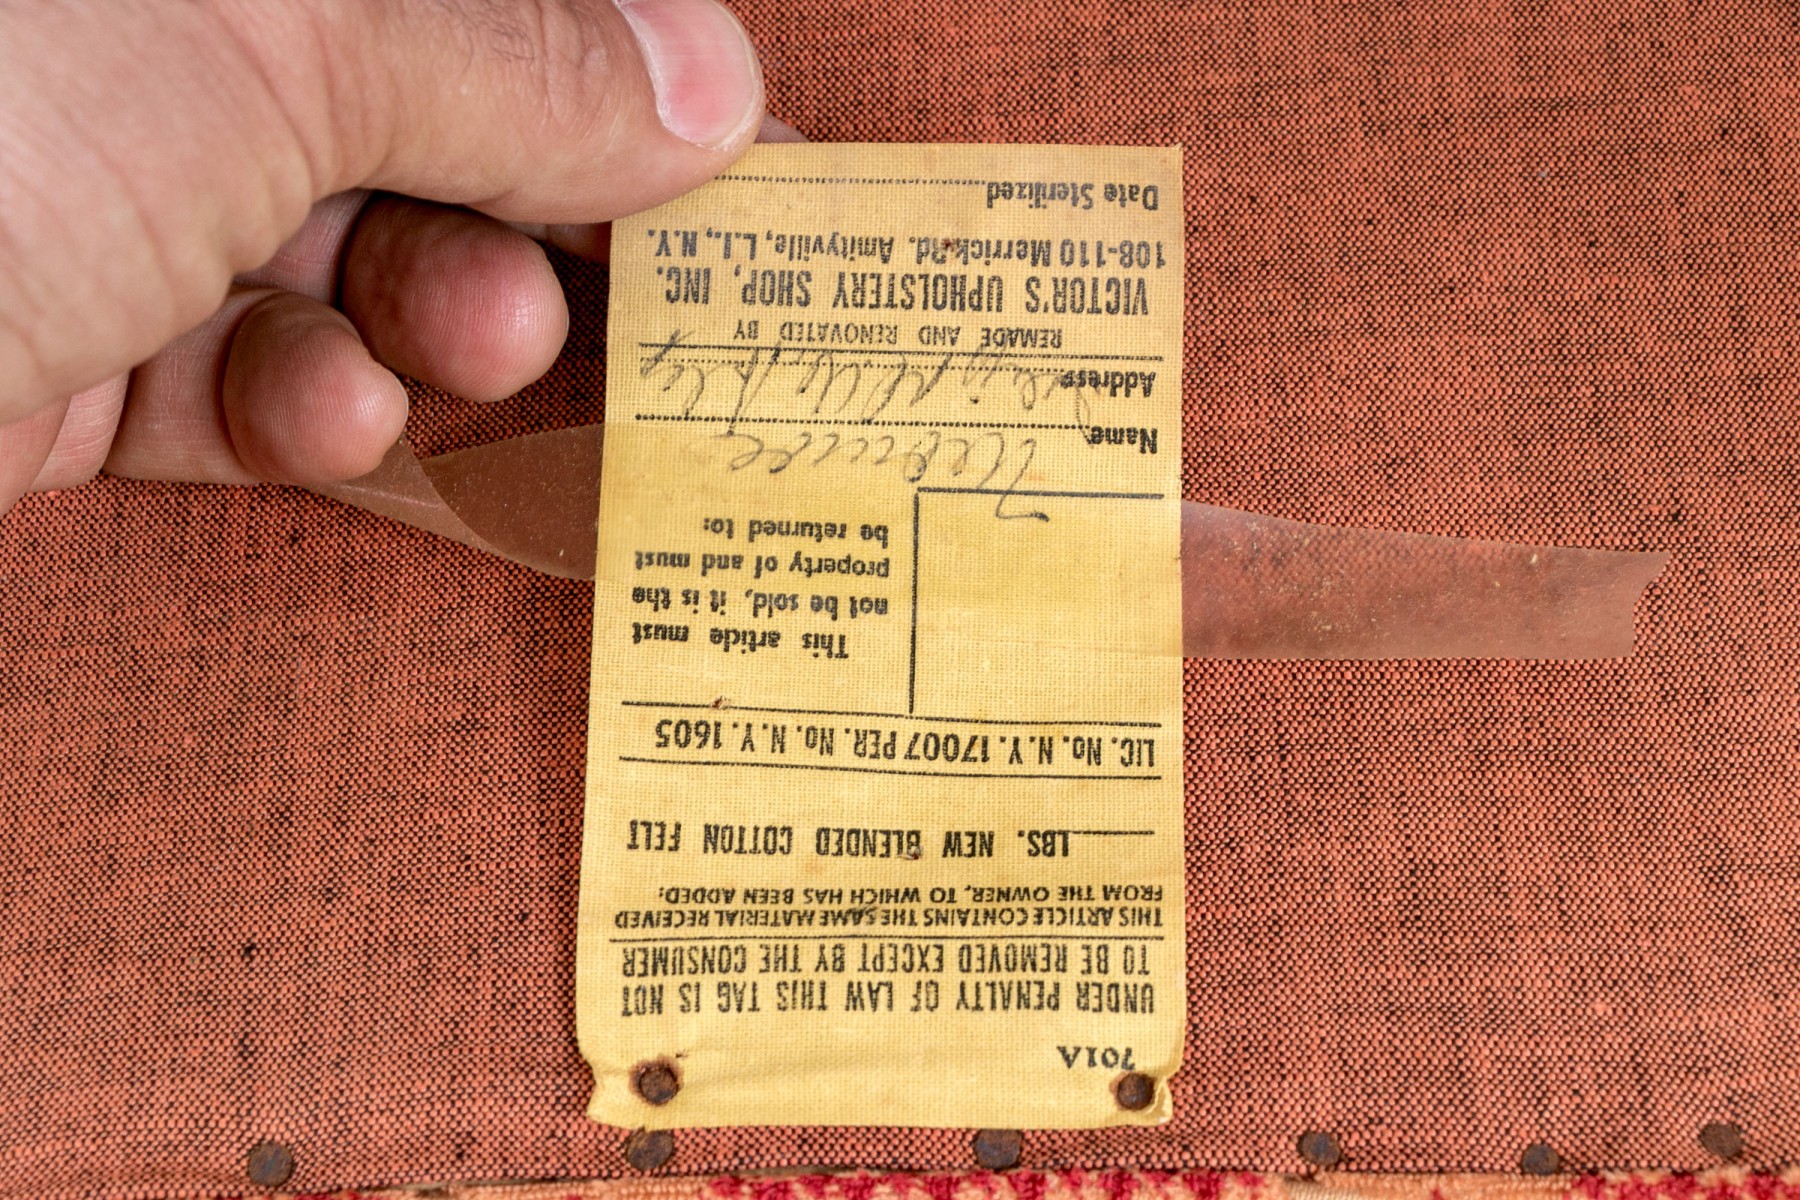 701A
UNDER PENALTY OF LAW THIS TAG IS NOT
TO BE REMOVED EXCEPT BY THE CONSUMER
THIS ARTICLE CONTAINS THE SAME MATERIAL RECEIVED
FROM THE OWNER, TO WHICH HAS BEEN ADDED:
LBS. NEW BLENDED COTTON FELT
LIC. No. N.Y. 17007 PER. No. N.Y. 1605
This article must
not be sold, it is the
property of and must
be returned to:
Name
Address
REMADE AND RENOVATED BY
VICTOR'S UPHOLSTERY SHOP, INC.
108-110 Merrick Rd. Amityville, L.I., N.Y.
Date Sterilized